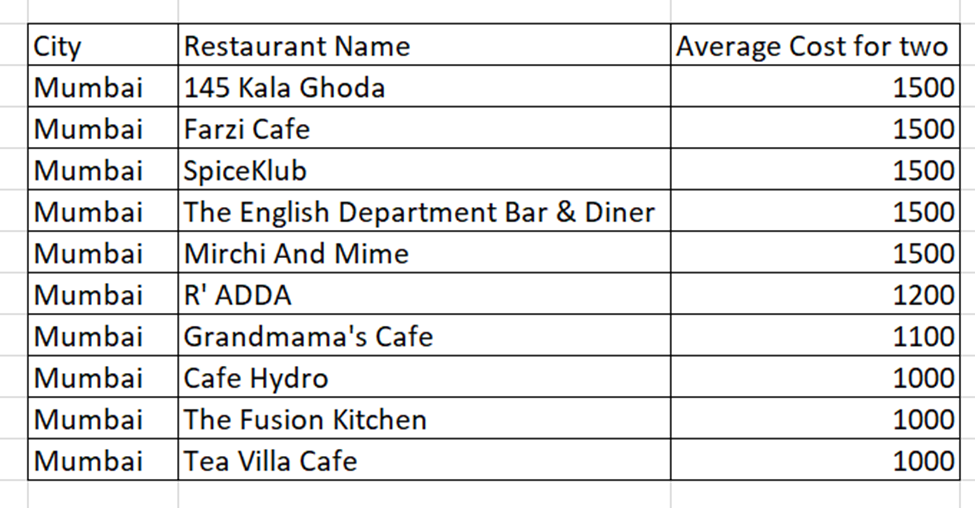 City Restaurant Name Average Cost for two
Mumbai 145 Kala Ghoda 1500
Mumbai Farzi Cafe 1500
Mumbai SpiceKlub 1500
Mumbai The English Department Bar & Diner 1500
Mumbai Mirchi And Mime 1500
Mumbai R' ADDA 1200
Mumbai Grandmama's Cafe 1100
Mumbai Cafe Hydro 1000
Mumbai The Fusion Kitchen 1000
Mumbai Tea Villa Cafe 1000